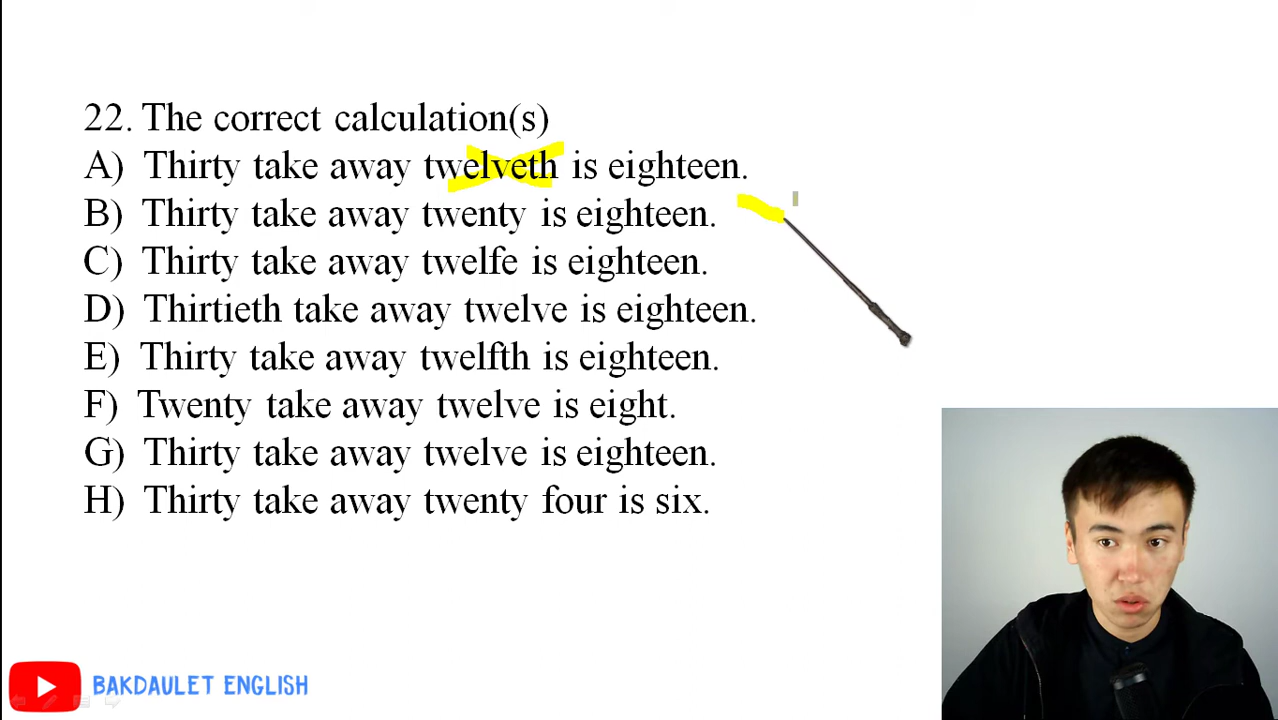 22. The correct calculation(s)
A) Thirty take away twelveth is eighteen.
B) Thirty take away twenty is eighteen.
C) Thirty take away twelfe is eighteen.
D) Thirtieth take away twelve is eighteen.
E) Thirty take away twelfth is eighteen.
F) Twenty take away twelve is eight.
G) Thirty take away twelve is eighteen.
H) Thirty take away twenty four is six.
BAKDAULET ENGLISH